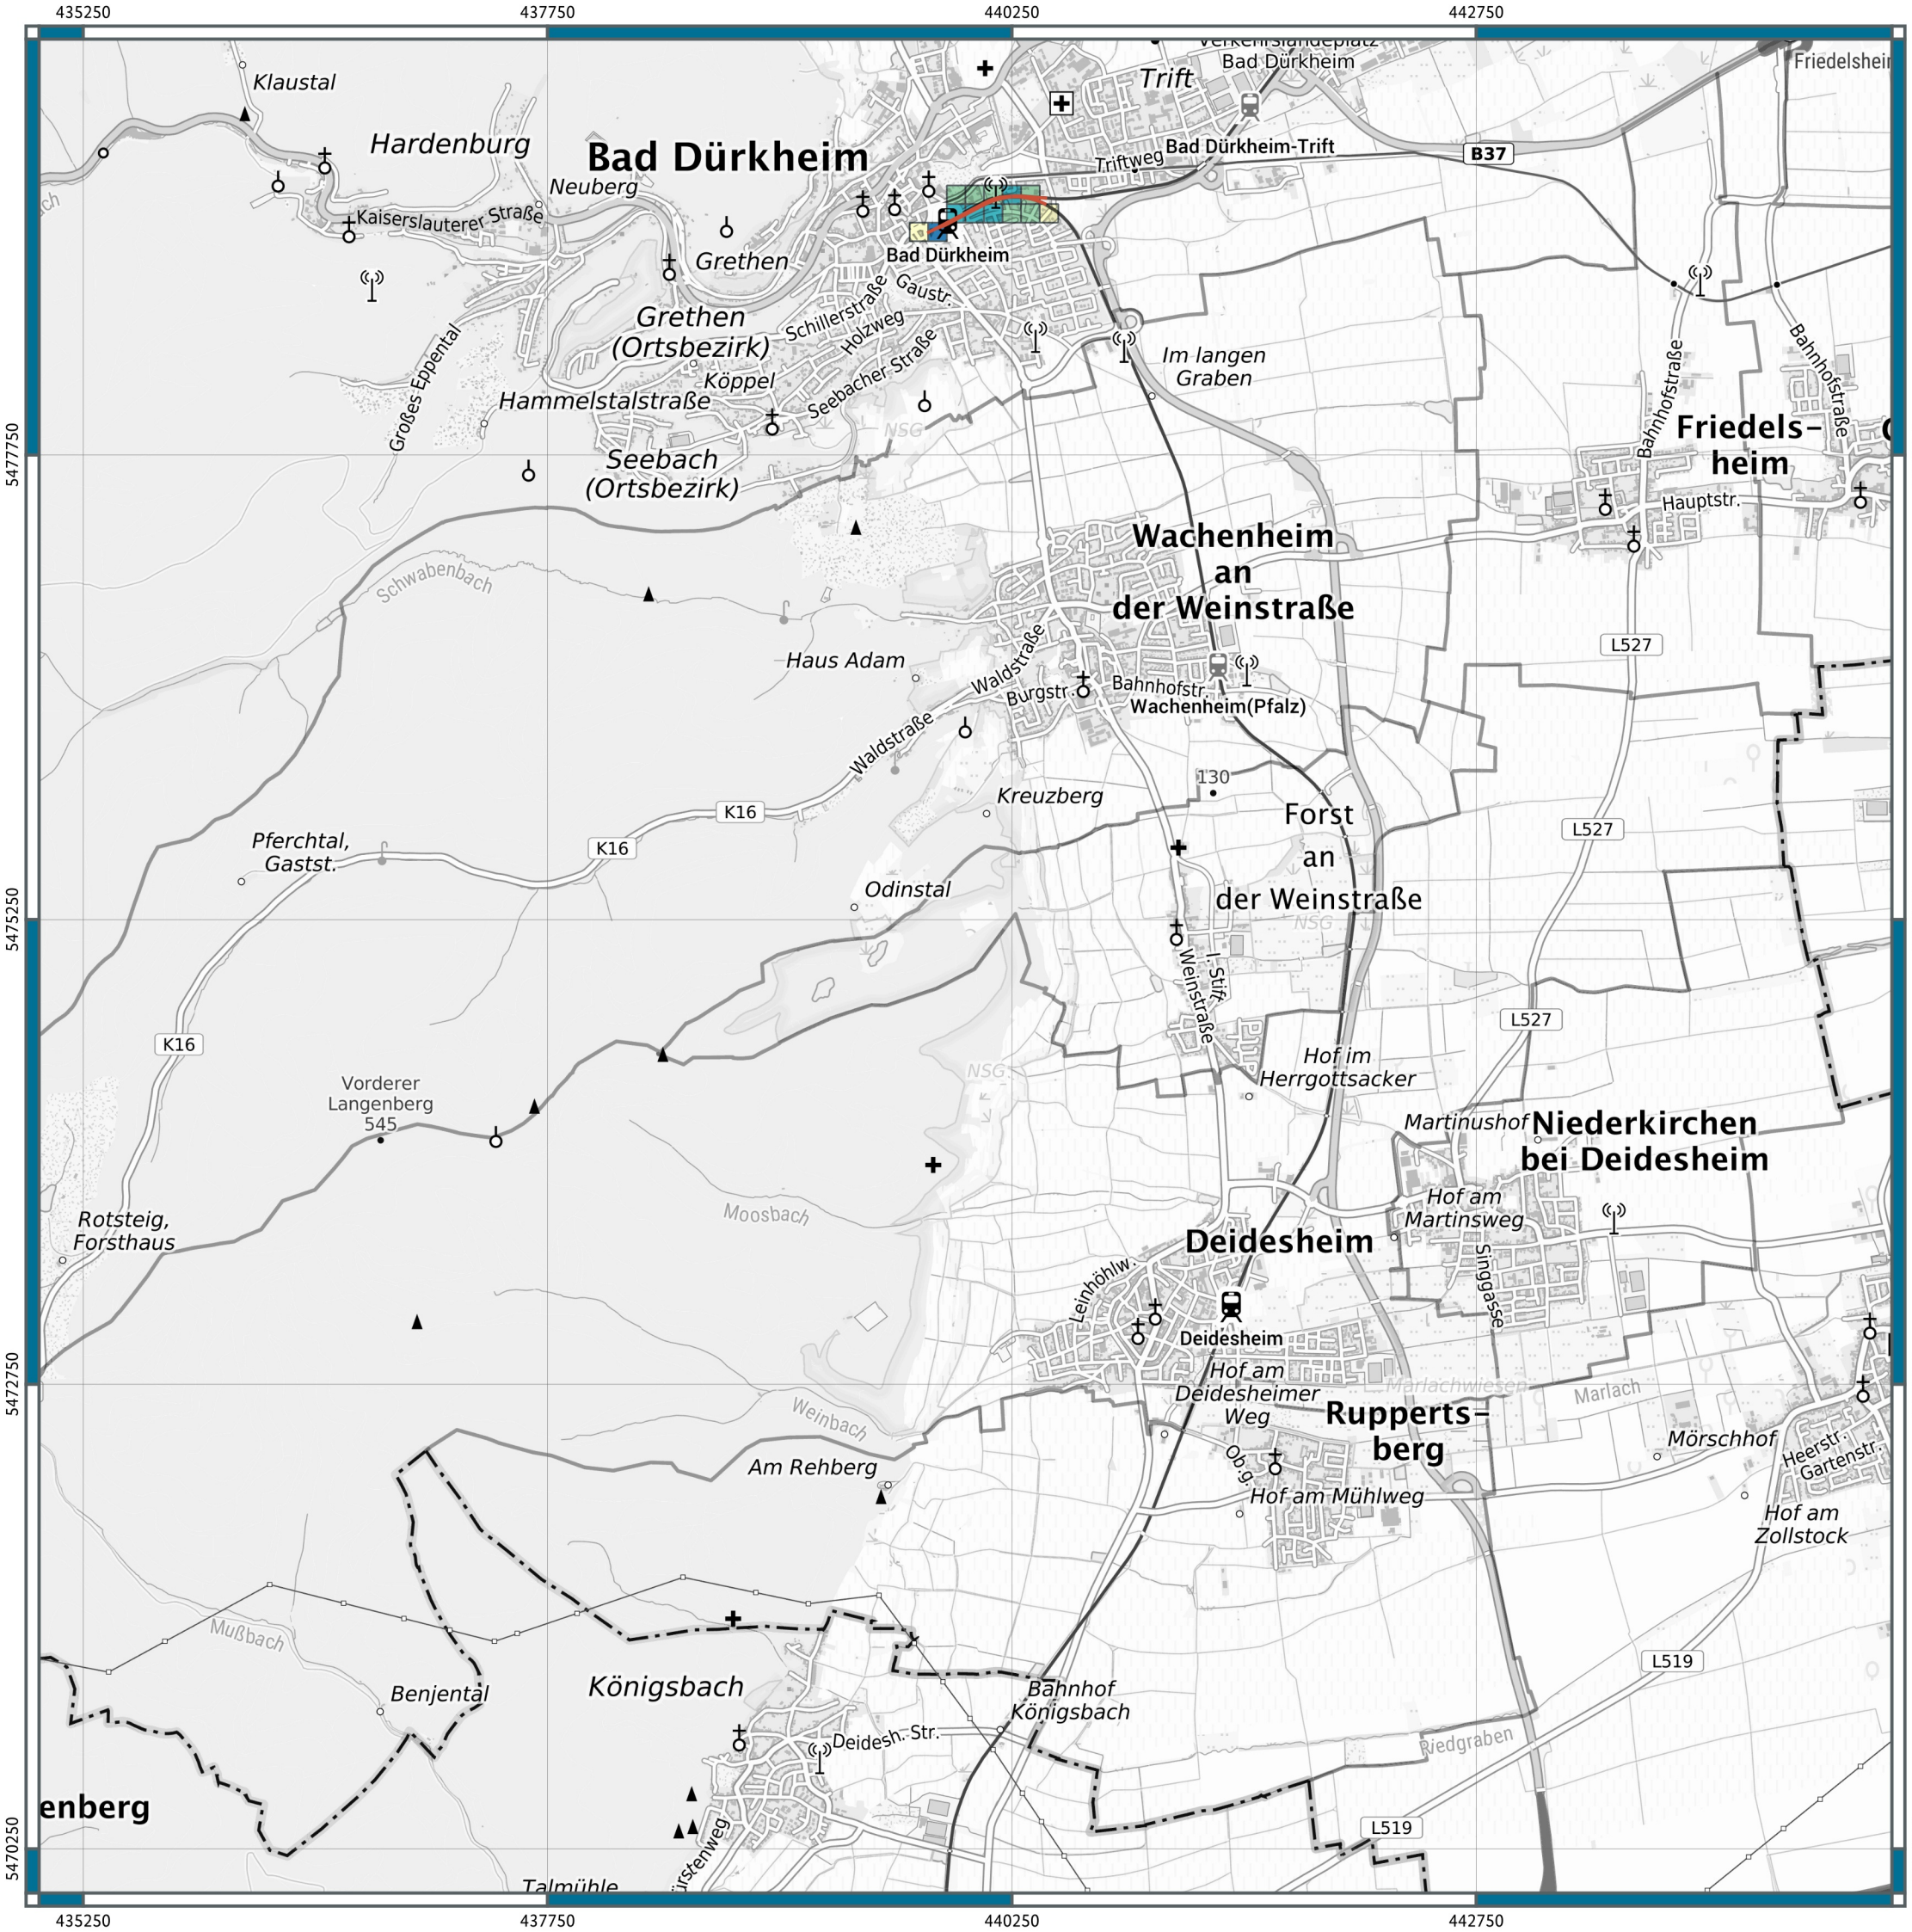 435250
437750
440250
442750
Verkehrslandeplatz
Bad Dürkheim
Friedelsheim
Klaustal
Trift
Hardenburg
Bad Dürkheim
Bad Dürkheim-Trift
B37
Triftweg
Neuberg
Kaiserslauterer Straße
Grethen
Bad Dürkheim
Gaustr.
Schillerstraße
Holzweg
Grethen
(Ortsbezirk)
Seebacher Straße
Köppel
Im langen
Graben
Großes Eppental
Hammelstalstraße
NSG
Bahnhofstraße
Bahnhofstraße
Friedels-
heim
5477750
Seebach
(Ortsbezirk)
Hauptstr.
Wachenheim
an
der Weinstraße
Schwabenbach
L527
Haus Adam
Waldstraße
Burgstr.
Bahnhofstr.
Wachenheim(Pfalz)
Waldstraße
130
Kreuzberg
K16
Forst
an
der Weinstraße
L527
Pferchtal,
Gastst.
K16
Odinstal
NSG
5475250
I. Stift
Weinstraße
L527
K16
Hof im
Herrgottsacker
NSG
Vorderer
Langenberg
545
Martinushof
Niederkirchen
bei Deidesheim
Moosbach
Hof am
Martinsweg
Rotsteig,
Forsthaus
Deidesheim
Singgasse
Leinhöhlw.
Deidesheim
Hof am
Deidesheimer
Weg
Marlachwiesen
Marlach
5472750
Weinbach
Rupperts-
berg
Mörschhof
Heerstr.
Gartenstr.
Am Rehberg
Ob.g.
Hof am Mühlweg
Hof am
Zollstock
Mußbach
L519
Königsbach
Benjental
Bahnhof
Königsbach
Deidesh. Str.
Riedgraben
enberg
L519
5470250
ürstenweg
Talmühle
435250
437750
440250
442750